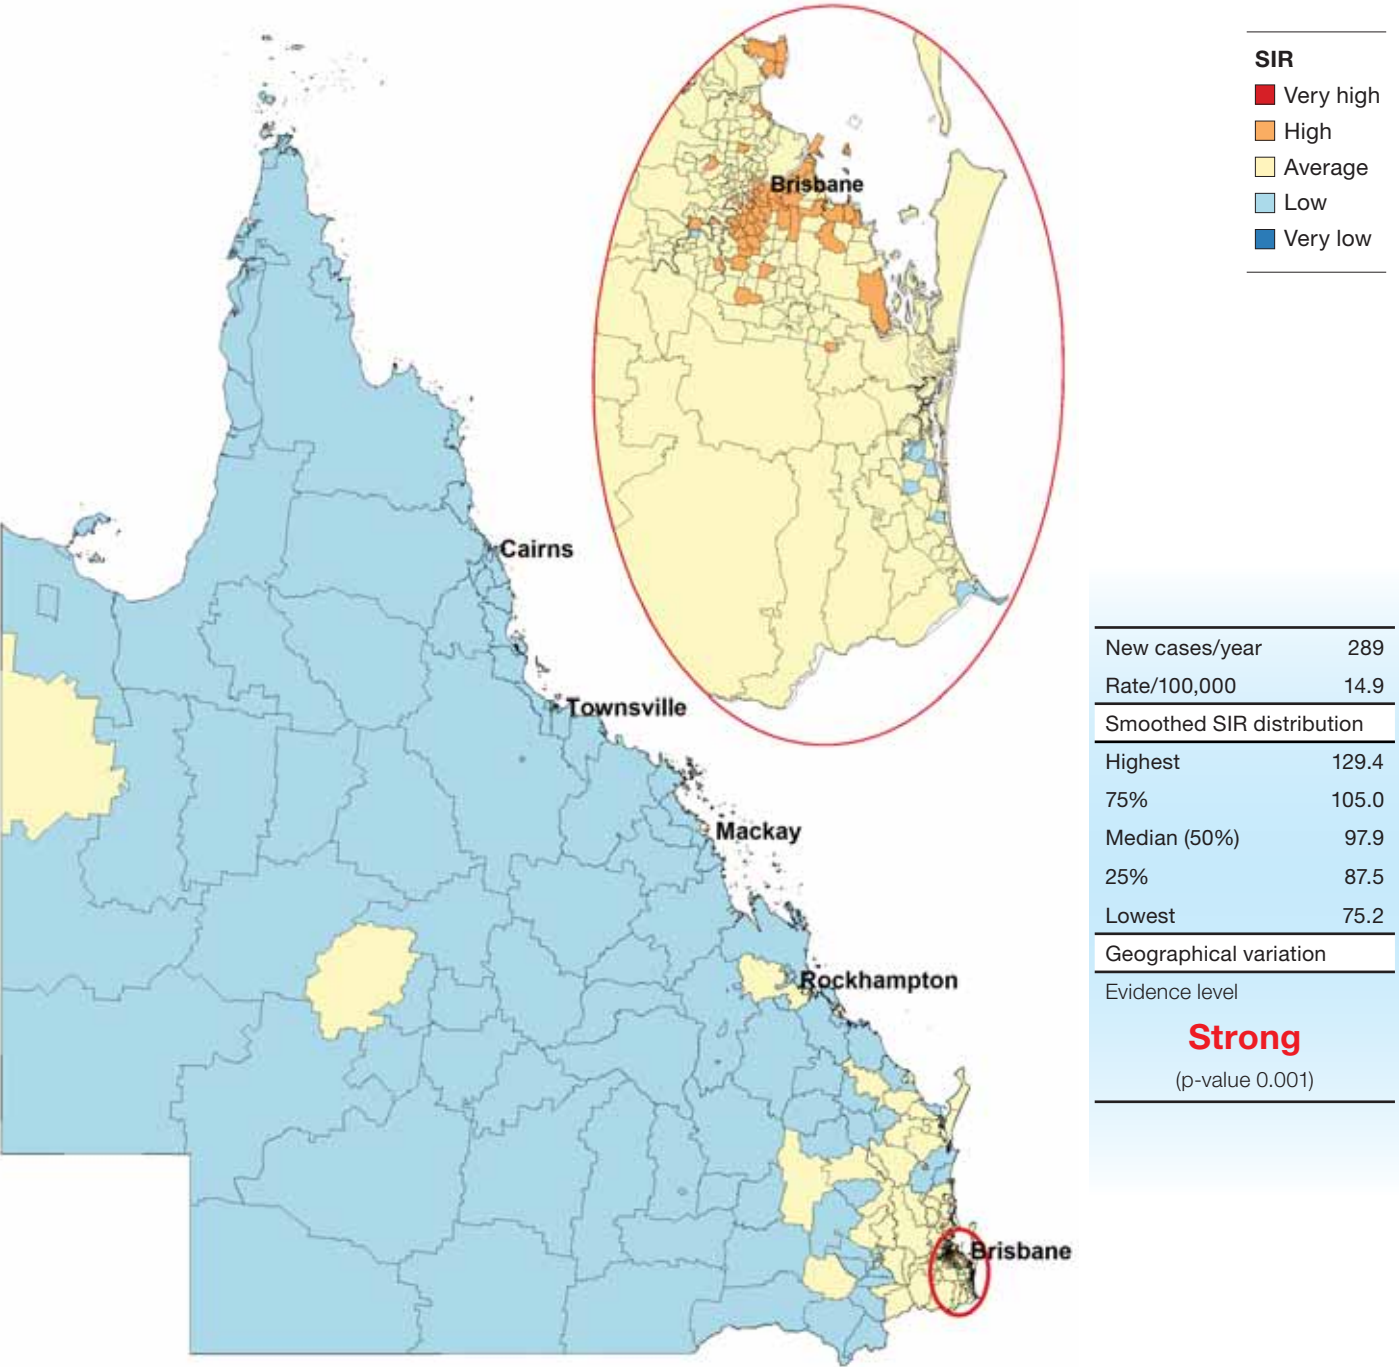 SIR
Very high
High
Average
Low
Very low
Brisbane
Cairns
Townsville
Mackay
Rockhampton
Brisbane
New cases/year 289
Rate/100,000 14.9
Smoothed SIR distribution
Highest 129.4
75% 105.0
Median (50%) 97.9
25% 87.5
Lowest 75.2
Geographical variation
Evidence level
Strong
(p-value 0.001)